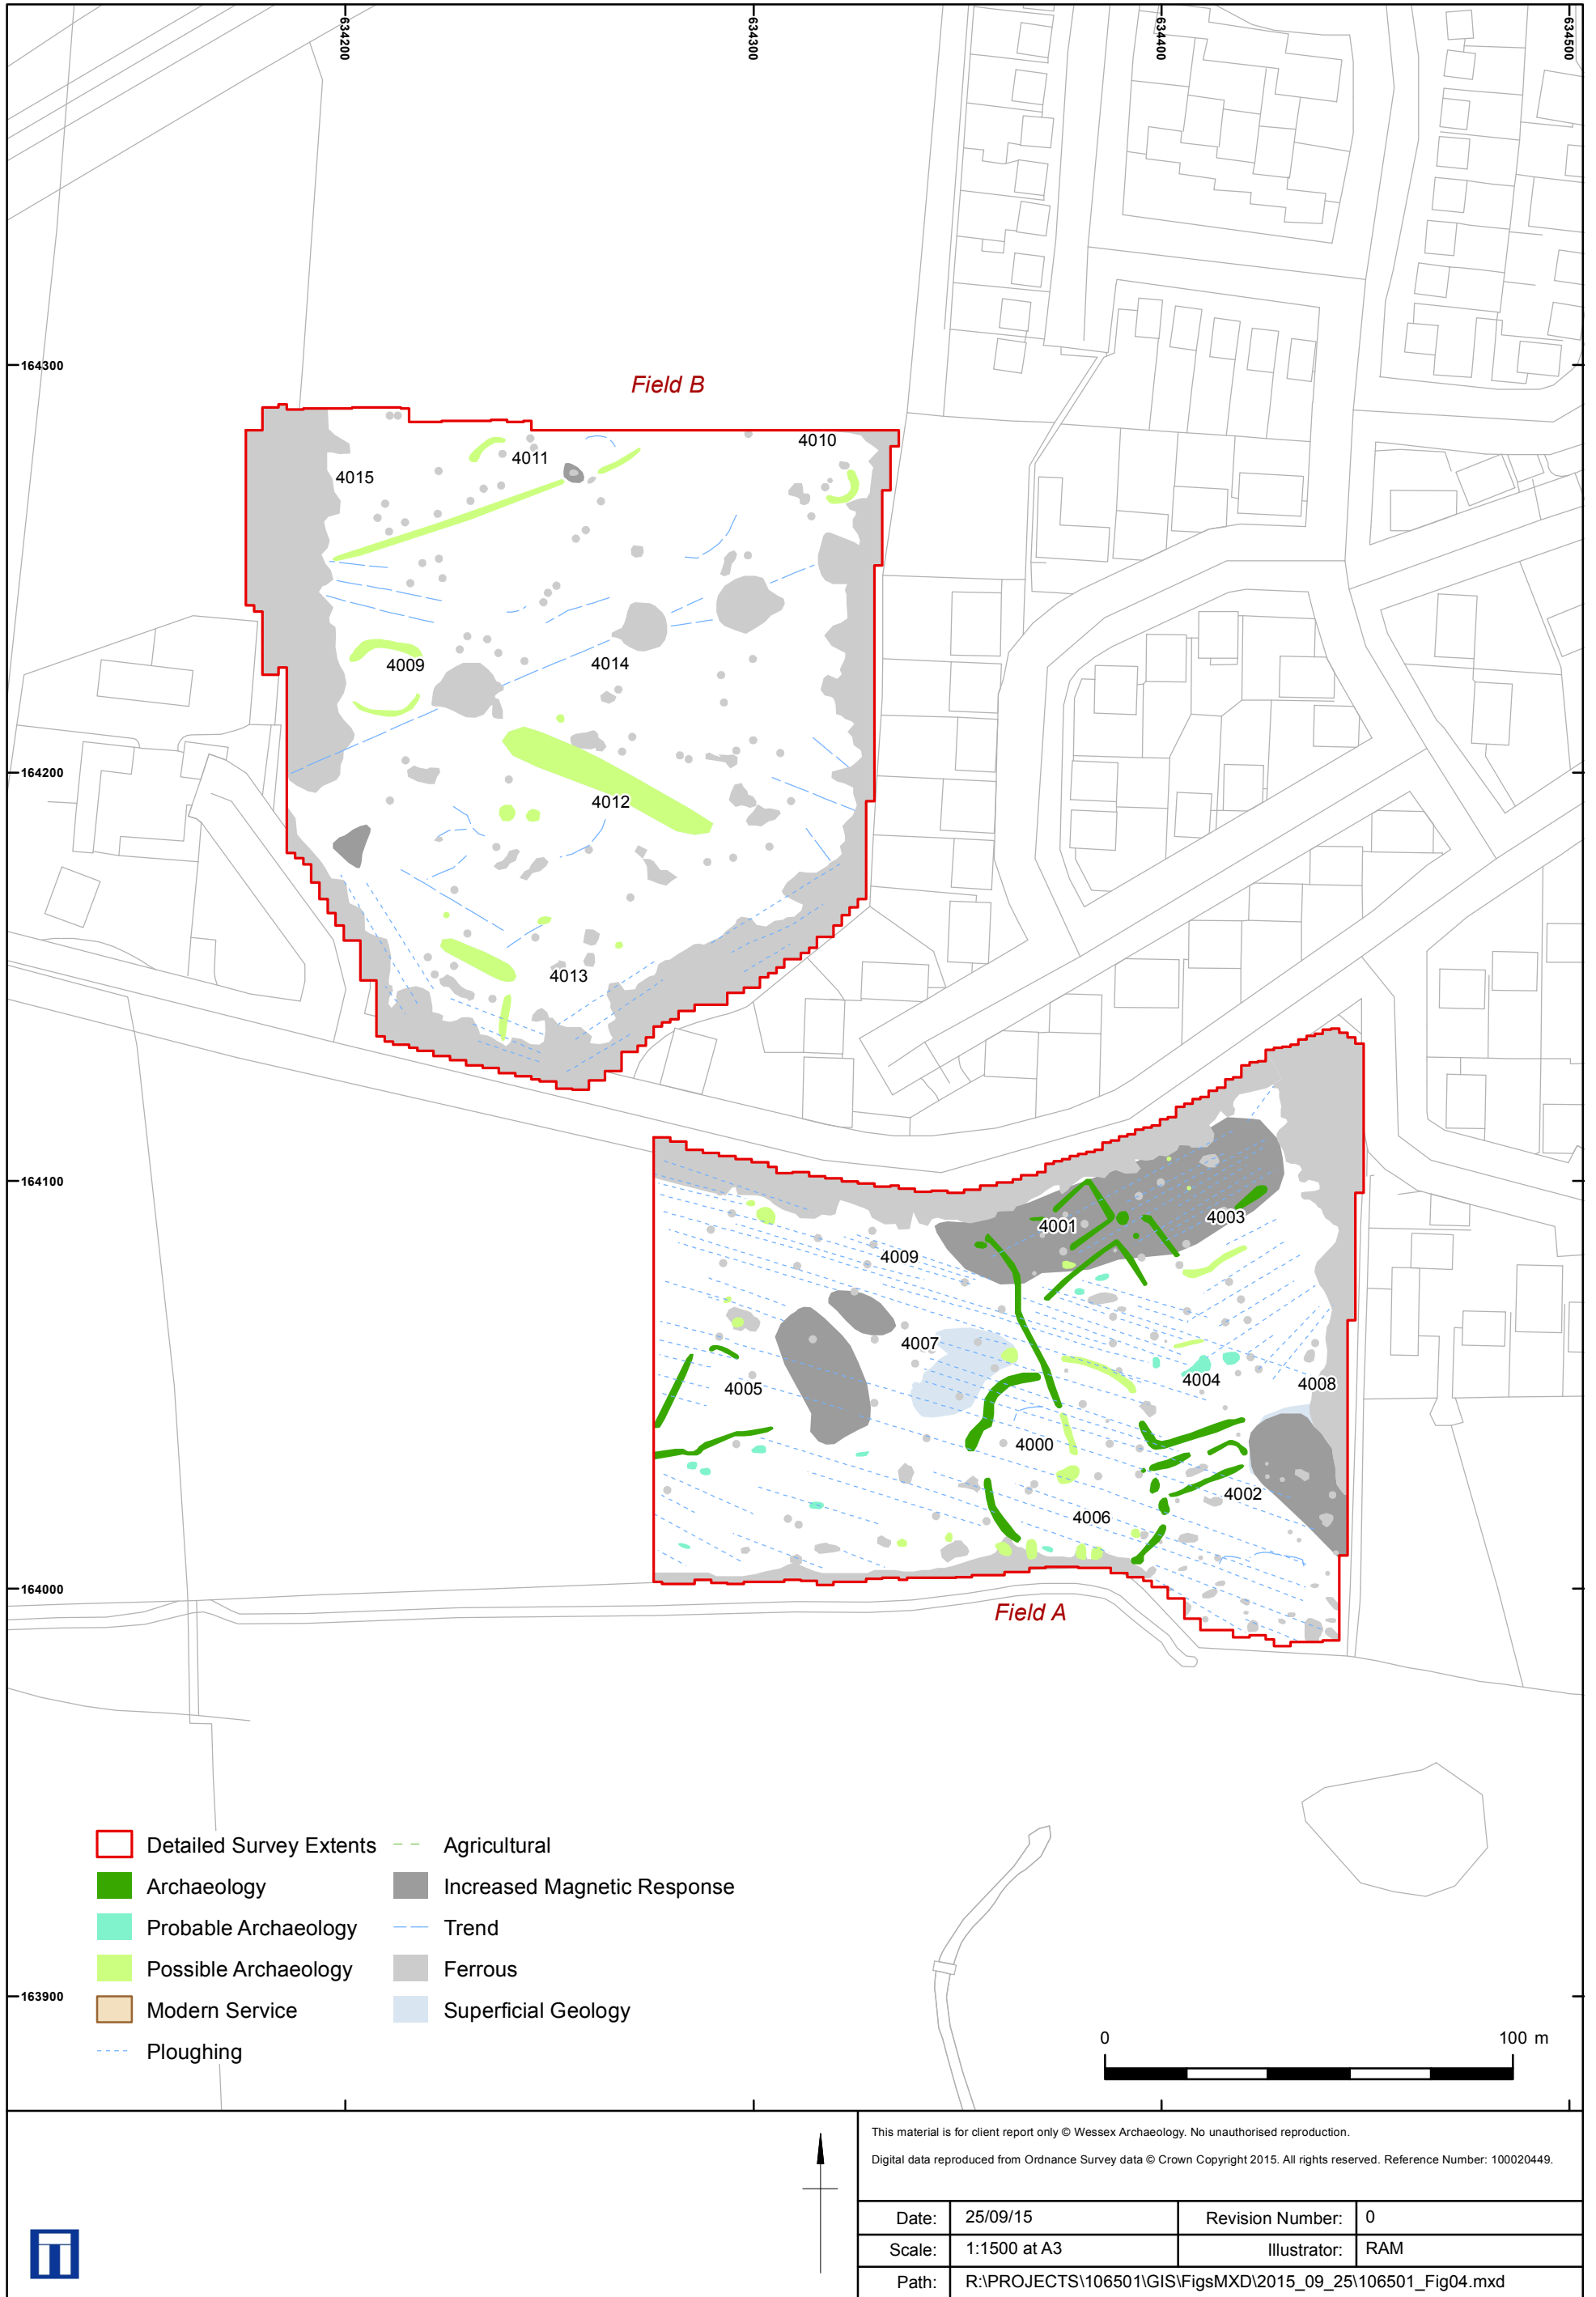 634200
634300
634400
634500
164300
Field B
4010
4011
4015
4009
4014
164200
4012
4013
164100
4001
4003
4009
4007
4004
4005
4008
4000
4002
4006
164000
Field A
Detailed Survey Extents
Agricultural
Archaeology
Increased Magnetic Response
Probable Archaeology
Trend
Possible Archaeology
Ferrous
163900
Modern Service
Superficial Geology
Ploughing
0 100 m
This material is for client report only © Wessex Archaeology. No unauthorised reproduction.
Digital data reproduced from Ordnance Survey data © Crown Copyright 2015. All rights reserved. Reference Number: 100020449.
Date: 25/09/15 Revision Number: 0
Scale: 1:1500 at A3 Illustrator: RAM
Path: R:\PROJECTS\106501\GIS\FigsMXD\2015_09_25\106501_Fig04.mxd